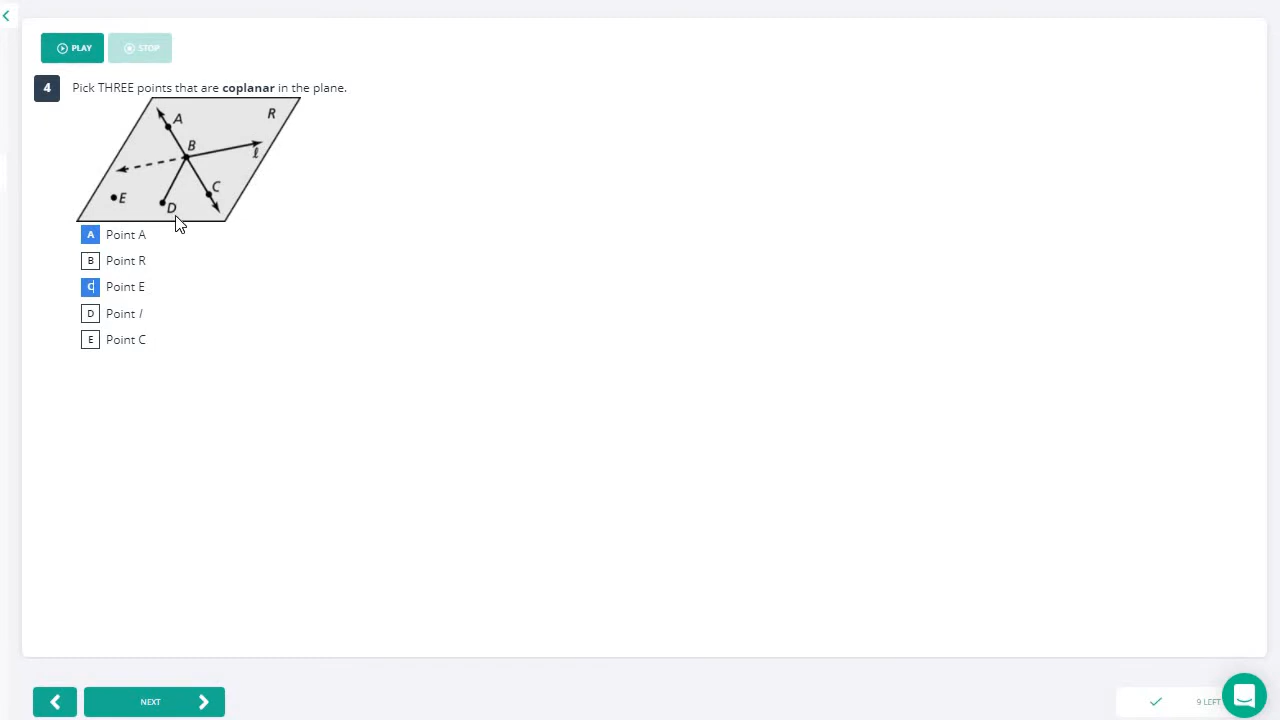 PLAY
STOP
4 Pick THREE points that are coplanar in the plane.
A
R
B
ℓ
C
E
D
A Point A
B Point R
C Point E
D Point l
E Point C
NEXT
9 LEFT